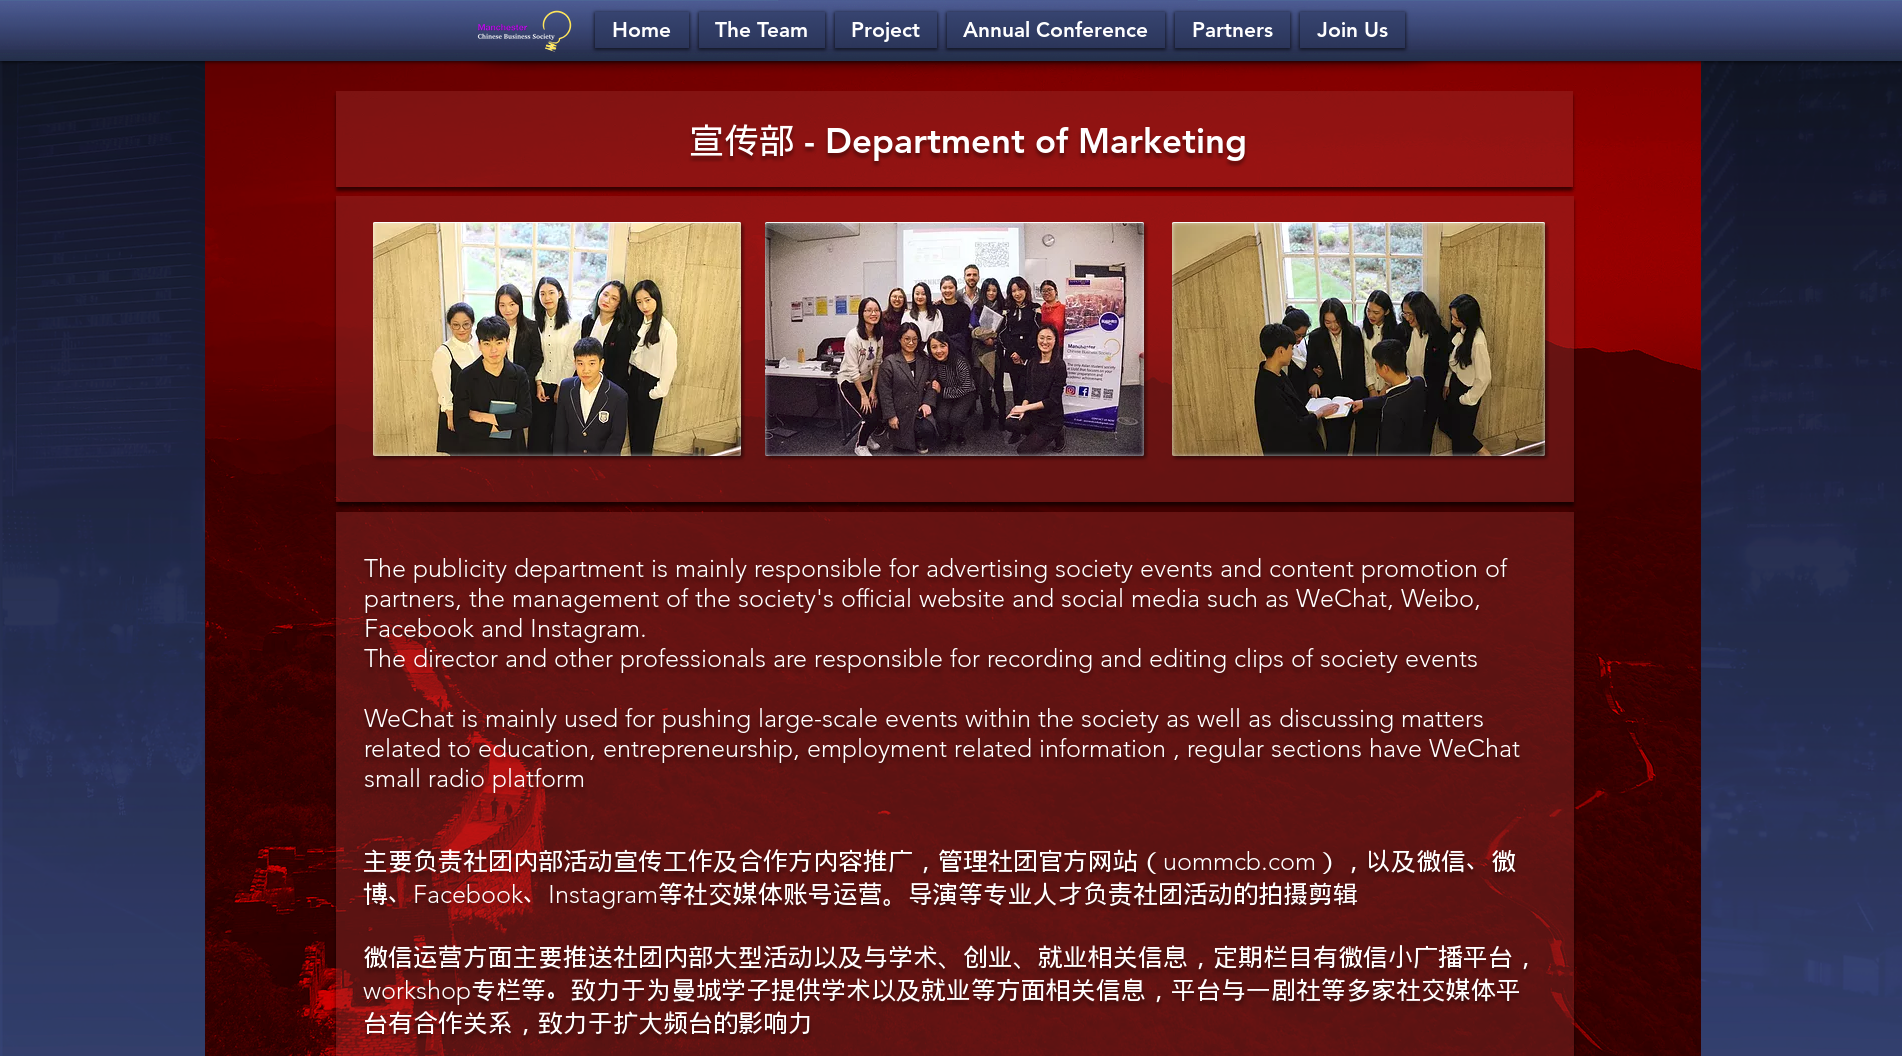 Manchester
Chinese Business Society
Home
The Team
Project
Annual Conference
Partners
Join Us
宣传部 - Department of Marketing
Manchester
Chinese Business Society
The publicity department is mainly responsible for advertising society events and content promotion of
partners, the management of the society's official website and social media such as WeChat, Weibo,
Facebook and Instagram.
The director and other professionals are responsible for recording and editing clips of society events
WeChat is mainly used for pushing large-scale events within the society as well as discussing matters
related to education, entrepreneurship, employment related information , regular sections have WeChat
small radio platform
主要负责社团内部活动宣传工作及合作方内容推广，管理社团官方网站（uommcb.com），以及微信、微
博、Facebook、Instagram等社交媒体账号运营。导演等专业人才负责社团活动的拍摄剪辑
微信运营方面主要推送社团内部大型活动以及与学术、创业、就业相关信息，定期栏目有微信小广播平台，
workshop专栏等。致力于为曼城学子提供学术以及就业等方面相关信息，平台与一剧社等多家社交媒体平
台有合作关系，致力于扩大频台的影响力